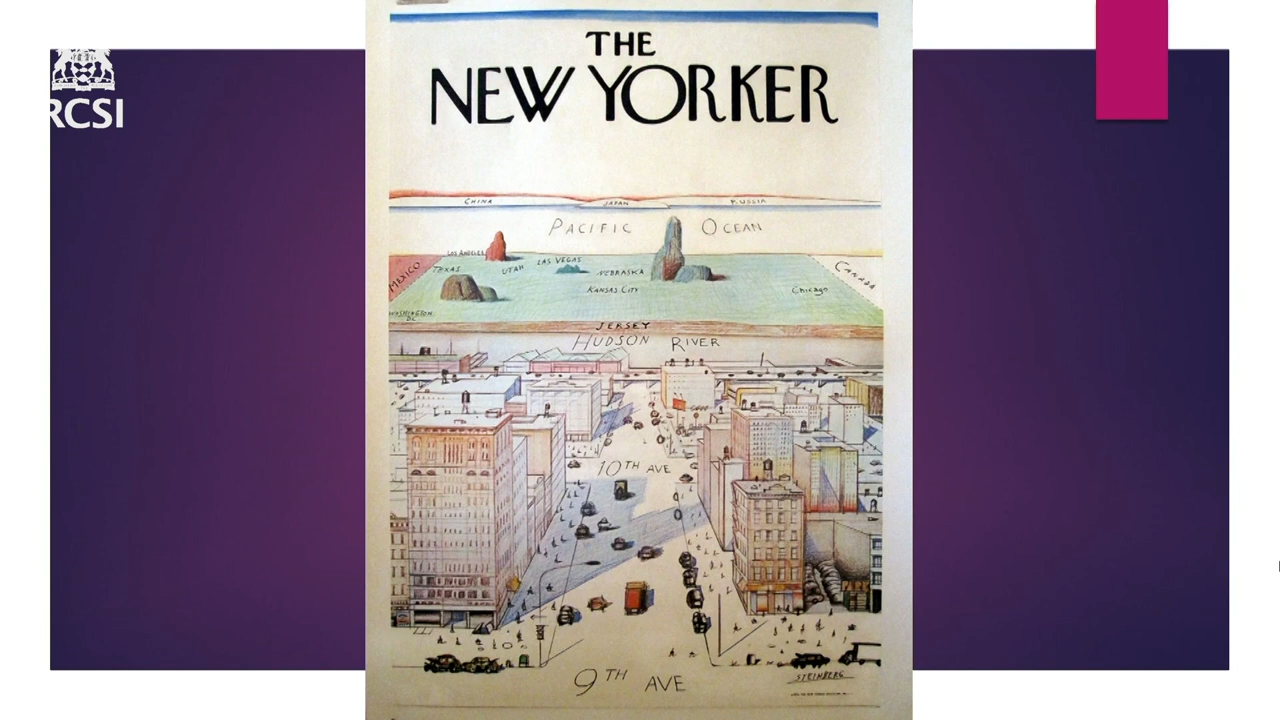 RCSI
THE
NEW YORKER
CHINA
JAPAN
RUSSIA
PACIFIC OCEAN
LOS ANGELES
MEXICO
TEXAS
UTAH
LAS VEGAS
NEBRASKA
CANADA
KANSAS CITY
Chicago
WASHINGTON
DC
JERSEY
HUDSON RIVER
10TH AVE
9TH AVE
STEINBERG